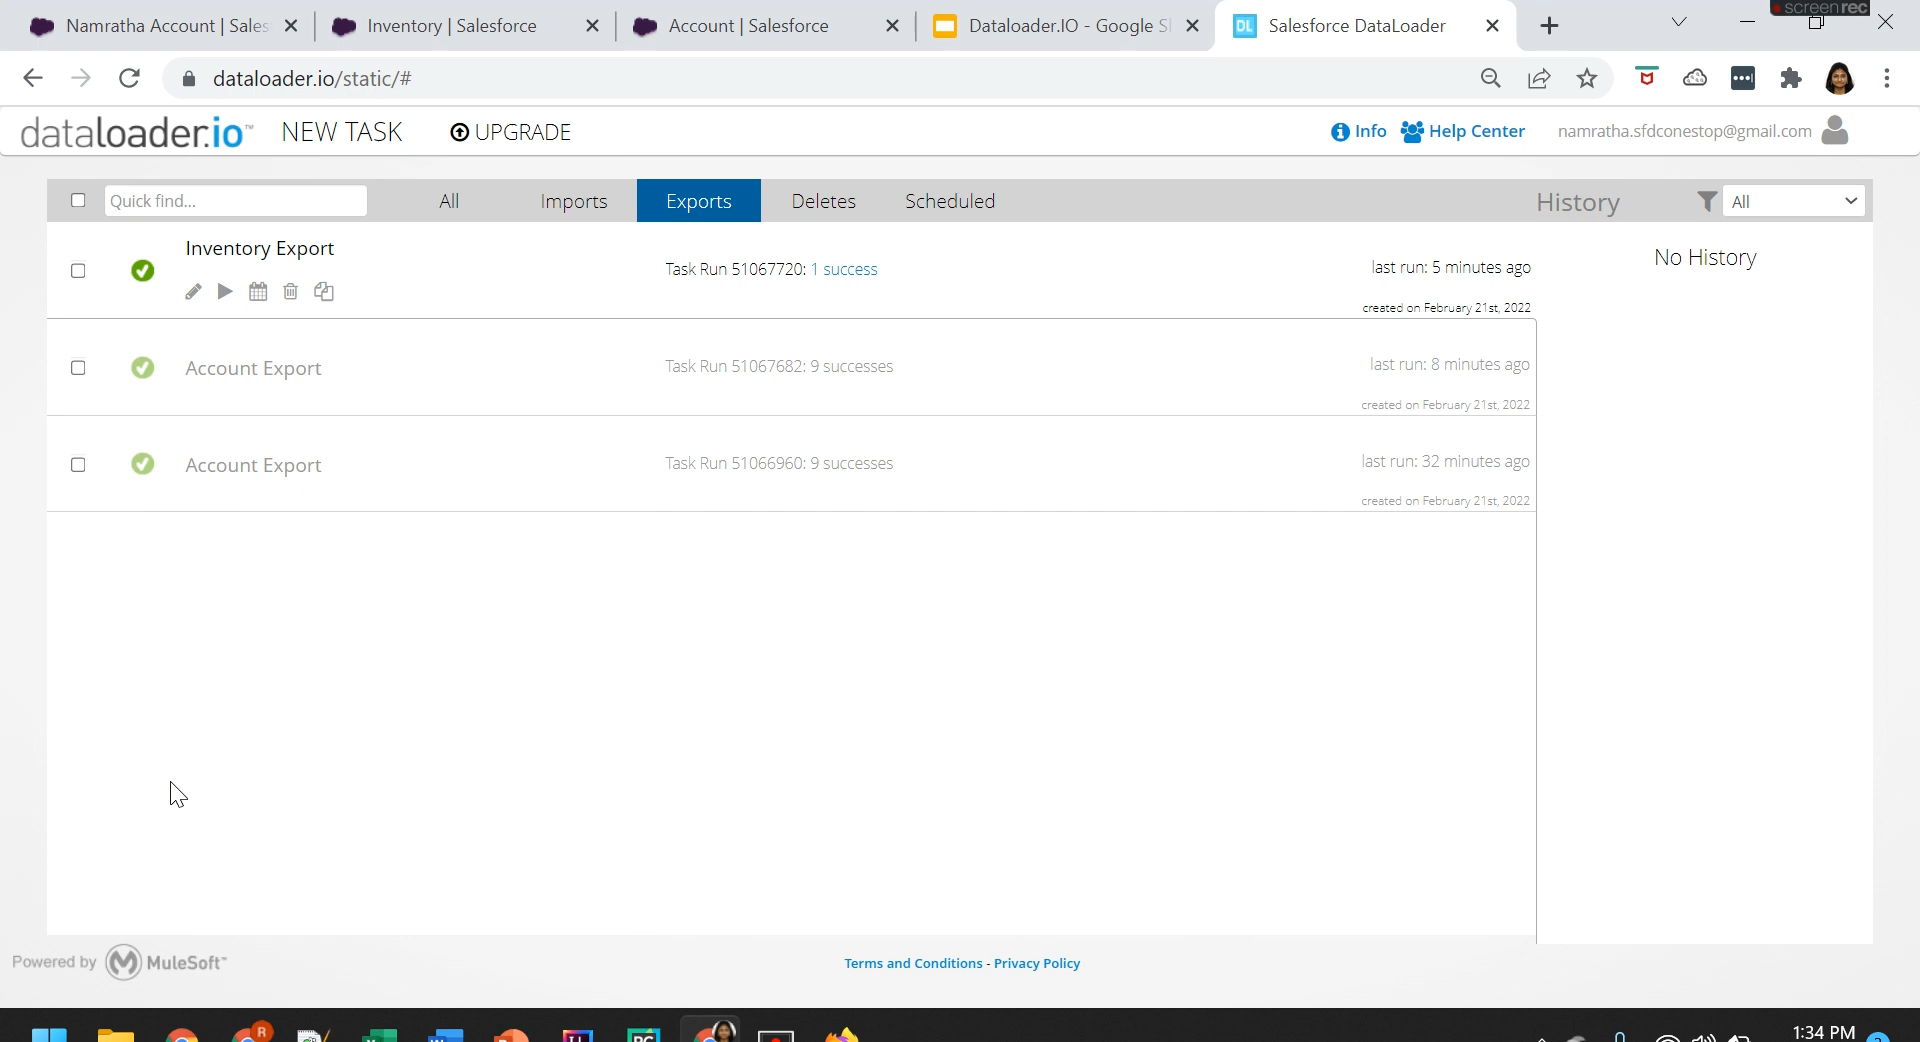 Namratha Account | Sales
Inventory | Salesforce
Account | Salesforce
Dataloader.IO - Google Sl
DL
Salesforce DataLoader
screenrec
dataloader.io/static/#
dataloader.io™
NEW TASK
UPGRADE
Info
Help Center
namratha.sfdconestop@gmail.com
Quick find...
All
Imports
Exports
Deletes
Scheduled
History
All
Inventory Export
Task Run 51067720: 1 success
last run: 5 minutes ago
created on February 21st, 2022
No History
Account Export
Task Run 51067682: 9 successes
last run: 8 minutes ago
created on February 21st, 2022
Account Export
Task Run 51066960: 9 successes
last run: 32 minutes ago
created on February 21st, 2022
Powered by MuleSoft™
Terms and Conditions - Privacy Policy
R
PC
1:34 PM